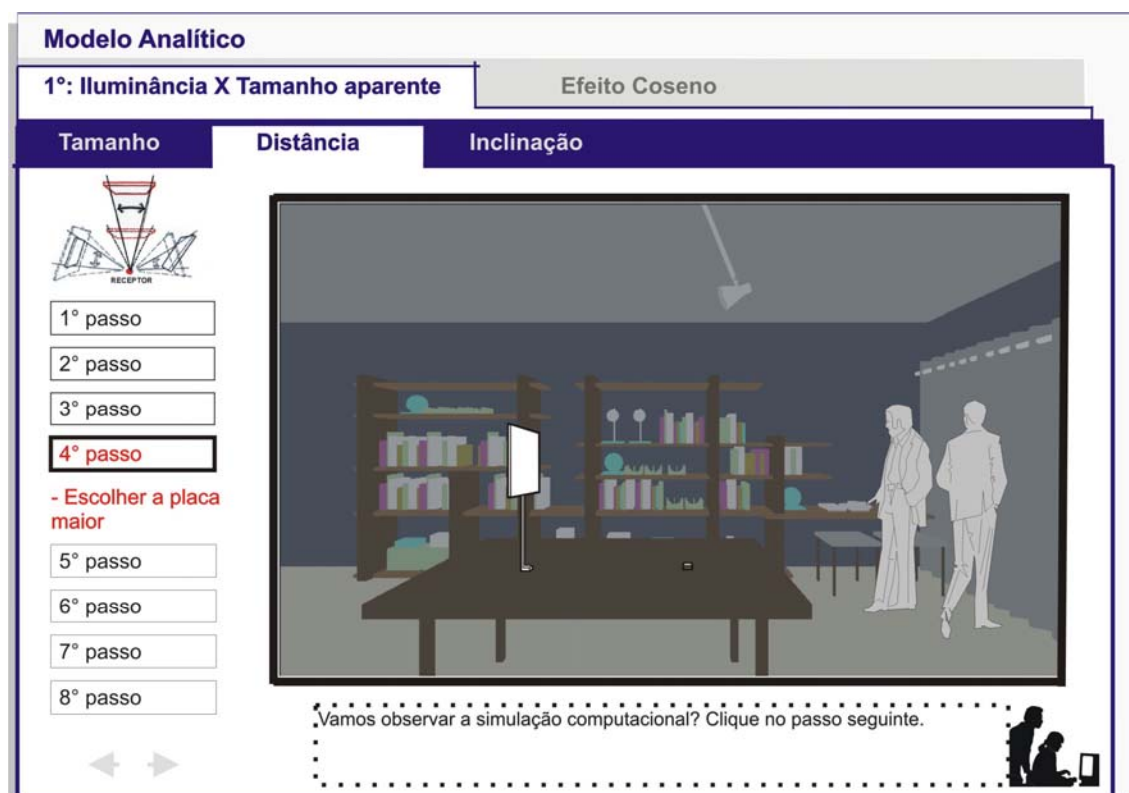 Modelo Analítico
1°: Iluminância X Tamanho aparente
Efeito Coseno
Tamanho
Distância
Inclinação
RECEPTOR
1° passo
2° passo
3° passo
4° passo
- Escolher a placa
maior
5° passo
6° passo
7° passo
8° passo
Vamos observar a simulação computacional? Clique no passo seguinte.